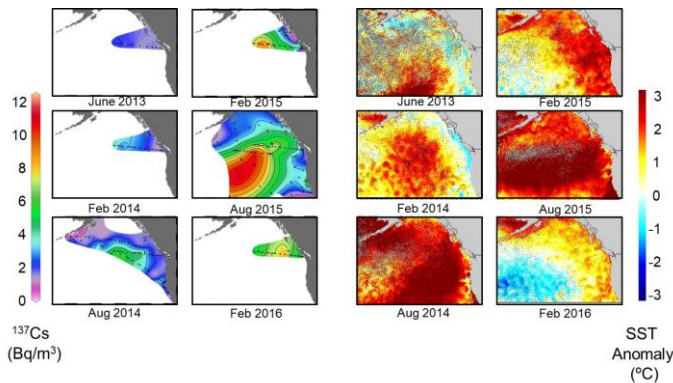 June 2013
Feb 2015
June 2013
Feb 2015
12
10
8
6
4
2
0
3
2
1
0
-1
-2
-3
Feb 2014
Aug 2015
Feb 2014
Aug 2015
Aug 2014
Feb 2016
Aug 2014
Feb 2016
¹³⁷Cs
(Bq/m³)
SST
Anomaly
(ºC)